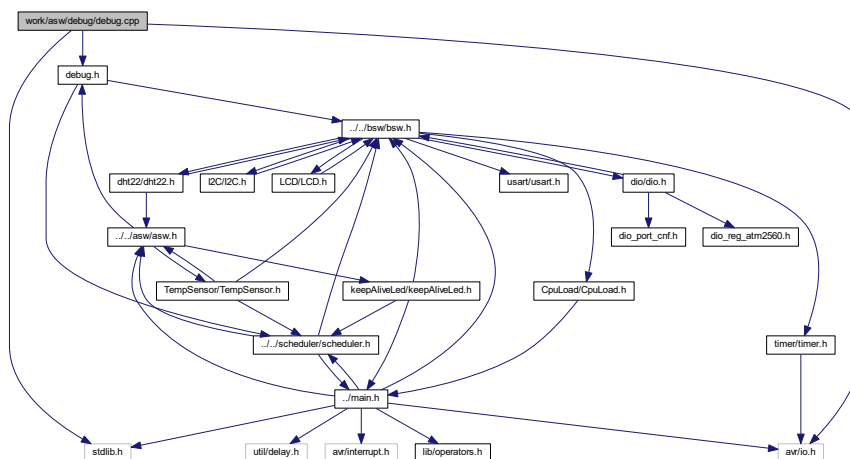 work/asw/debug/debug.cpp
debug.h
../../bsw/bsw.h
dht22/dht22.h
I2C/I2C.h
LCD/LCD.h
usart/usart.h
dio/dio.h
../../asw/asw.h
dio_port_cnf.h
dio_reg_atm2560.h
TempSensor/TempSensor.h
keepAliveLed/keepAliveLed.h
CpuLoad/CpuLoad.h
../../scheduler/scheduler.h
timer/timer.h
../main.h
stdlib.h
util/delay.h
avr/interrupt.h
lib/operators.h
avr/io.h